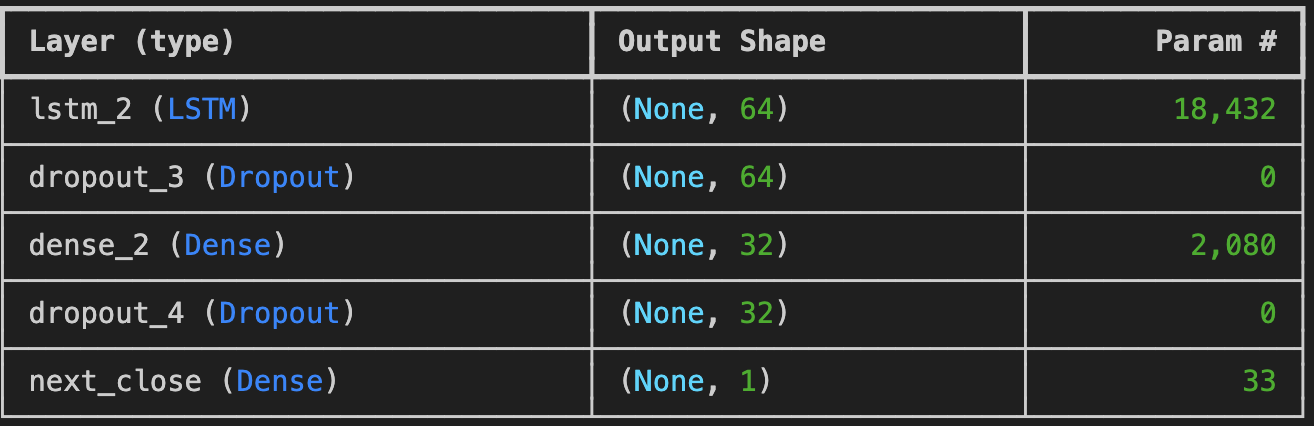 Layer (type) Output Shape Param #
lstm_2 (LSTM) (None, 64) 18,432
dropout_3 (Dropout) (None, 64) 0
dense_2 (Dense) (None, 32) 2,080
dropout_4 (Dropout) (None, 32) 0
next_close (Dense) (None, 1) 33